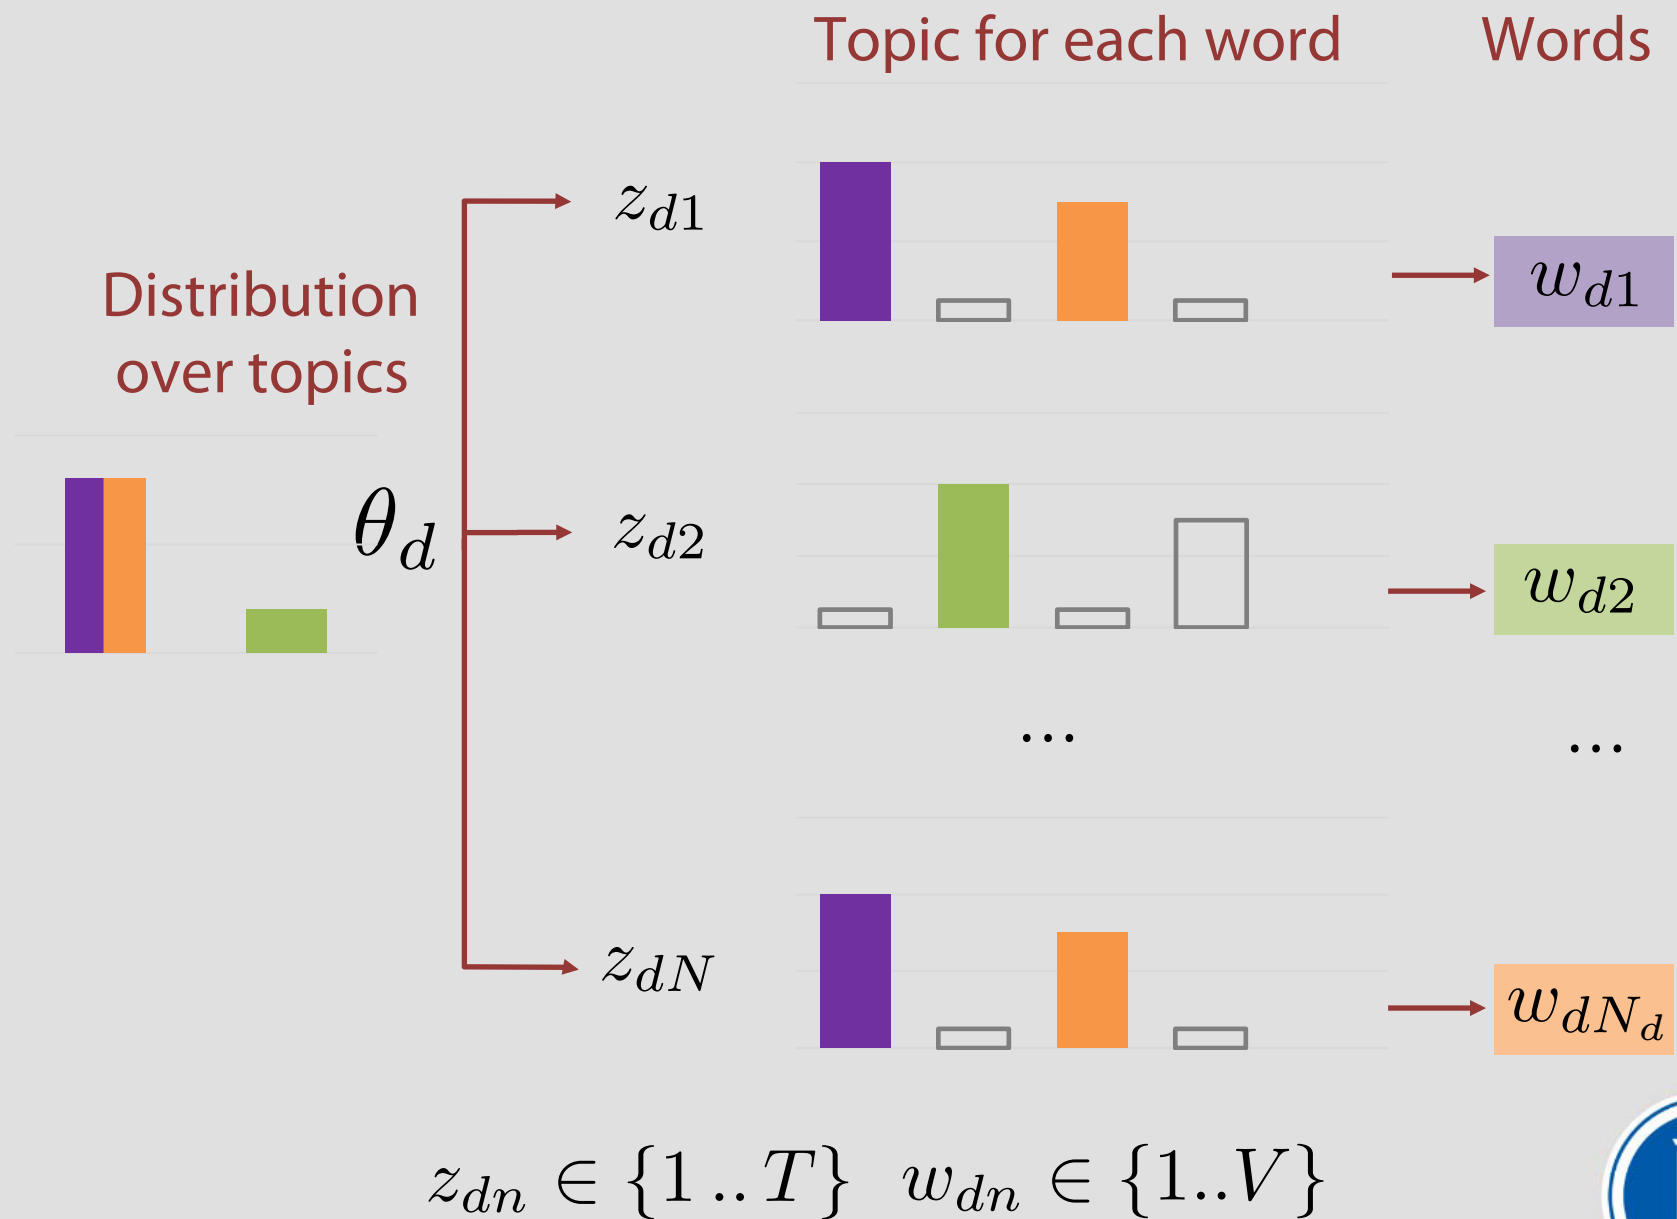 Topic for each word
Words
Distribution
over topics
θ_d
z_{d1}
w_{d1}
z_{d2}
w_{d2}
...
...
z_{dN}
w_{dN_d}
z_{dn} ∈ {1 .. T} w_{dn} ∈ {1..V}